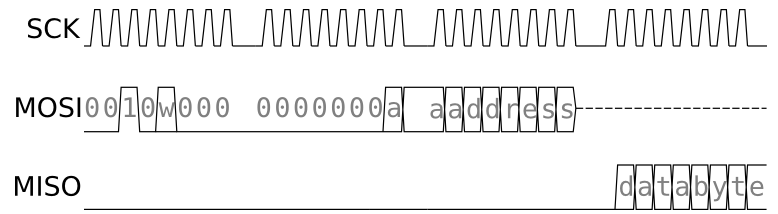 SCK
MOSI 0010w000 0000000a aaddress
MISO databyte